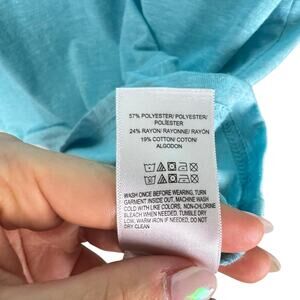 57% POLYESTER/ POLYESTER/
POLIÉSTER
24% RAYON/ RAYONNE/ RAYÓN
19% COTTON/ COTON/
ALGODON
WASH ONCE BEFORE WEARING, TURN
GARMENT INSIDE OUT, MACHINE WASH
COLD WITH LIKE COLORS, NON-CHLORINE
BLEACH WHEN NEEDED, TUMBLE DRY
LOW, WARM IRON IF NEEDED, DO NOT
DRY CLEAN